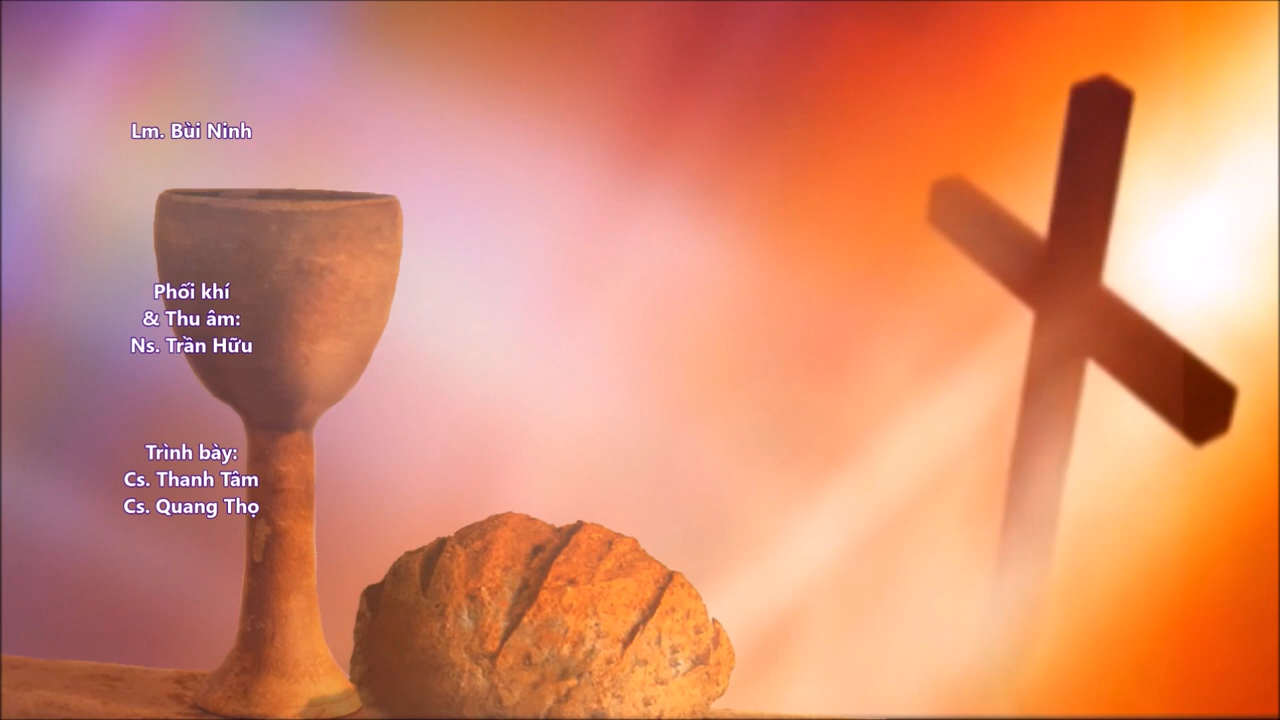 Lm. Bùi Ninh
Phối khí
& Thu âm:
Ns. Trần Hữu
Trình bày:
Cs. Thanh Tâm
Cs. Quang Thọ